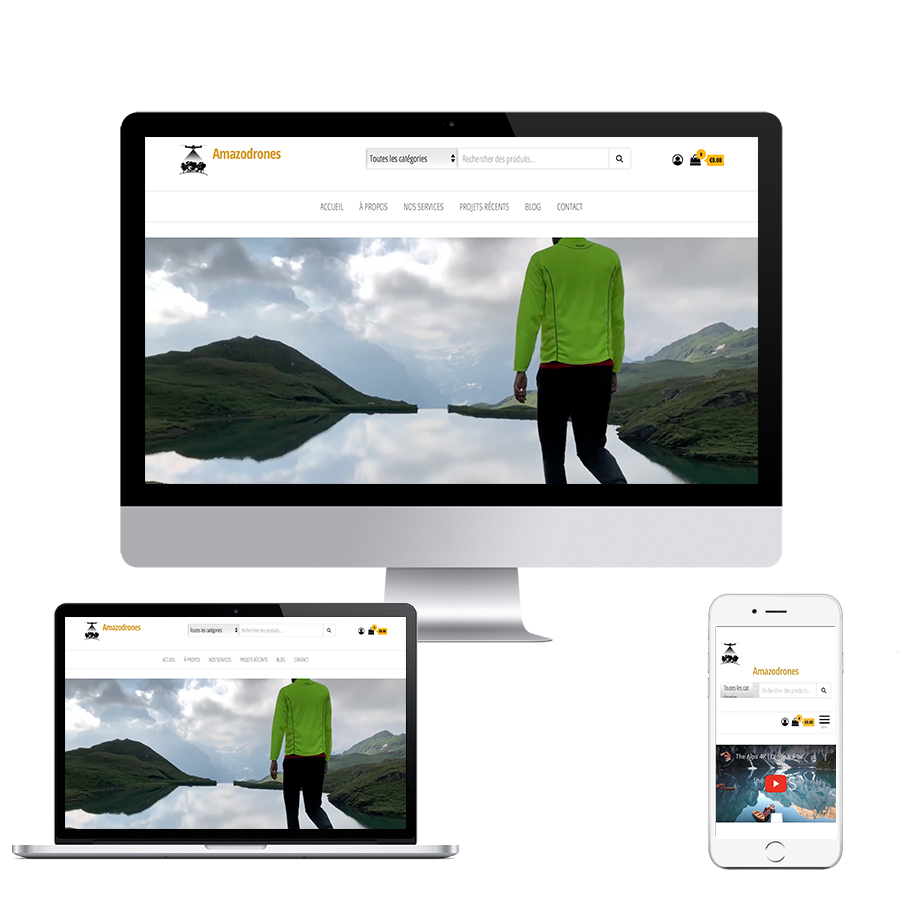 Amazodrones
Toutes les catégories
Rechercher des produits...
0
€0.00
ACCUEIL À PROPOS NOS SERVICES PROJETS RÉCENTS BLOG CONTACT
Amazodrones
Toutes les catégories
Rechercher des produits...
€0.00
ACCUEIL À PROPOS NOS SERVICES PROJETS RÉCENTS BLOG CONTACT
Amazodrones
Toutes les cat
Rechercher des produits...
€0.00
The Alps 4K